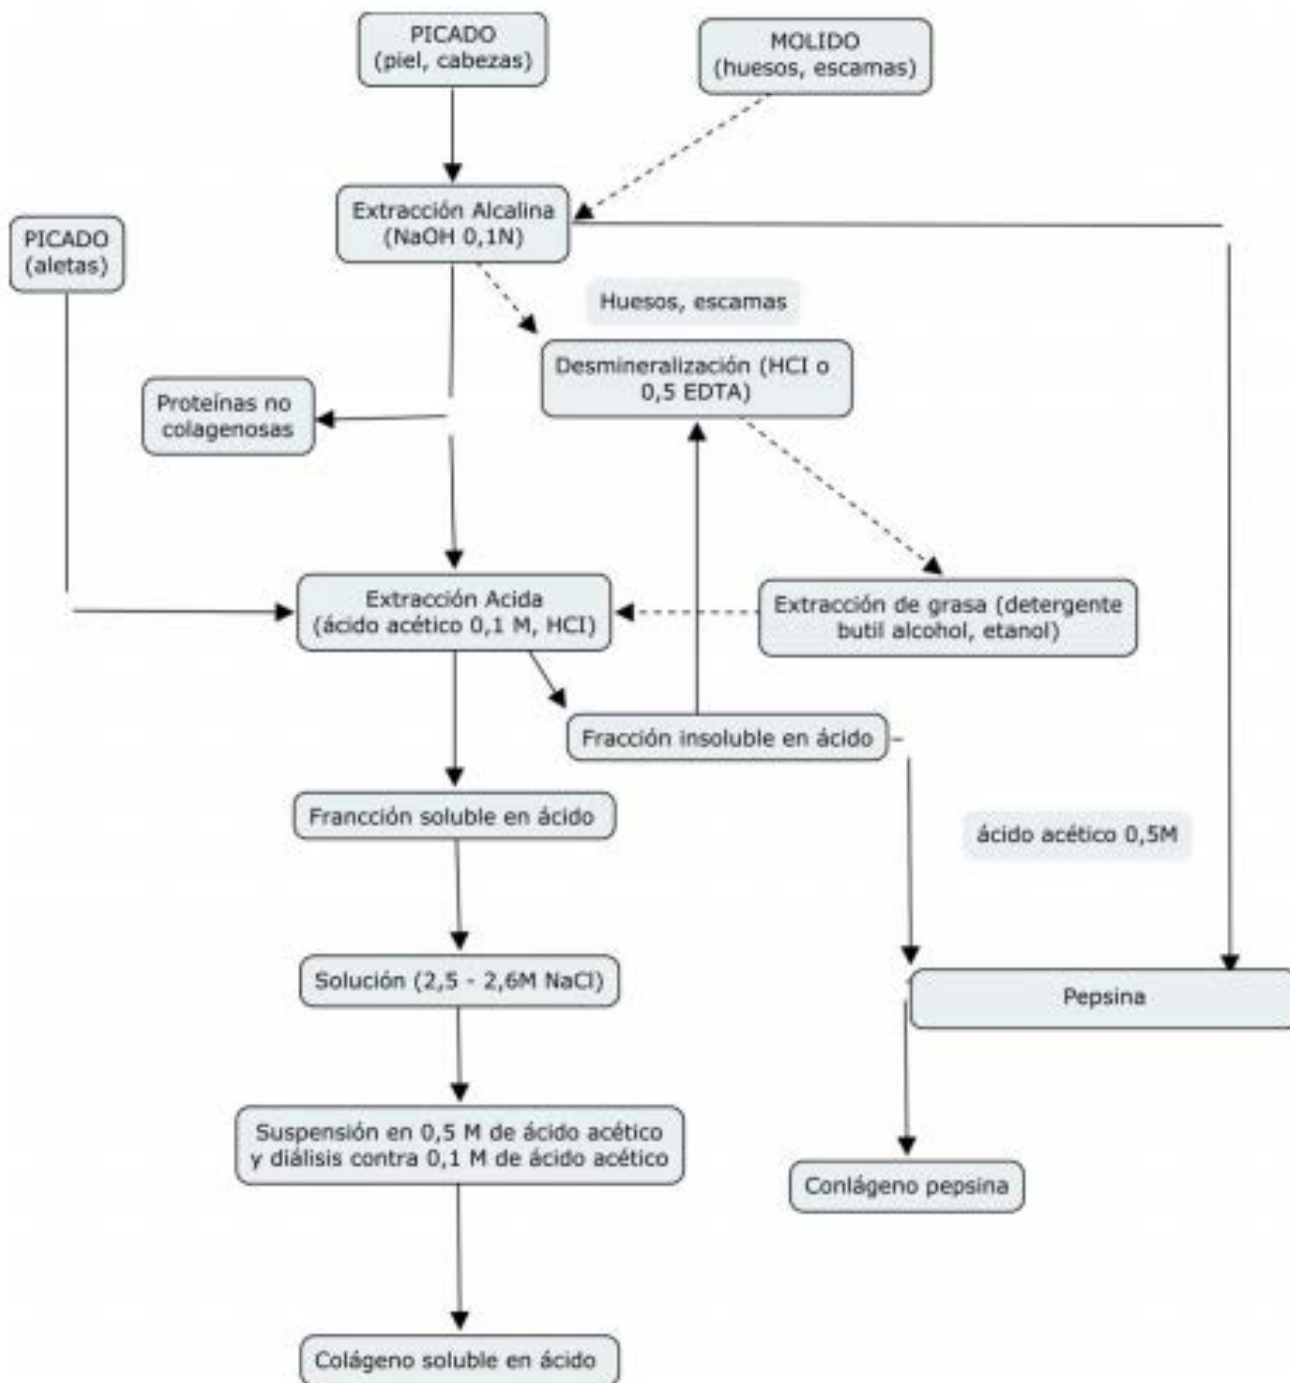 PICADO
(piel, cabezas)
MOLIDO
(huesos, escamas)
Extracción Alcalina
(NaOH 0,1N)
PICADO
(aletas)
Huesos, escamas
Desmineralización (HCI o
0,5 EDTA)
Proteínas no
colagenosas
Extracción Acida
(ácido acético 0,1 M, HCI)
Extracción de grasa (detergente
butil alcohol, etanol)
Fracción insoluble en ácido
Francción soluble en ácido
ácido acético 0,5M
Solución (2,5 - 2,6M NaCl)
Pepsina
Suspensión en 0,5 M de ácido acético
y diálisis contra 0,1 M de ácido acético
Conlágeno pepsina
Colágeno soluble en ácido